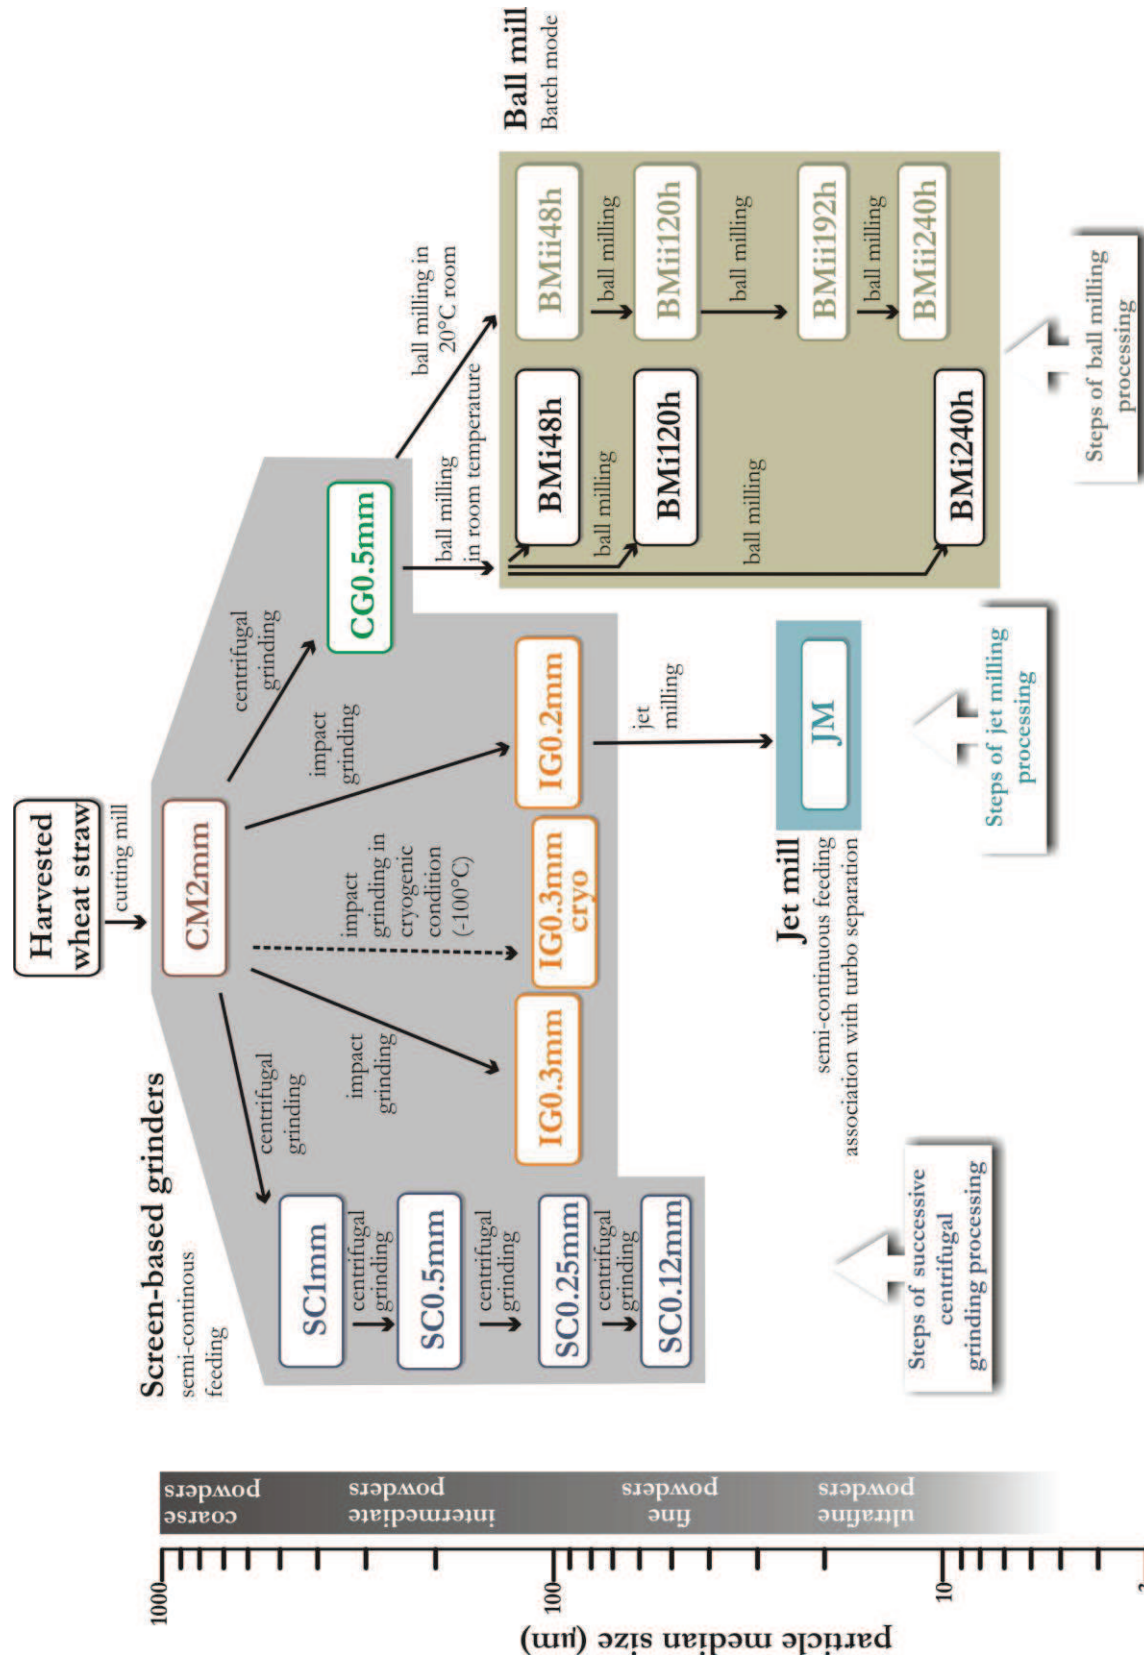 Harvested
wheat straw
cutting mill
Screen-based grinders
semi-continous
feeding
CM2mm
centrifugal
grinding
impact
grinding
impact
grinding in
cryogenic
condition
(-100°C)
impact
grinding
centrifugal
grinding
SC1mm
centrifugal
grinding
SC0.5mm
centrifugal
grinding
SC0.25mm
centrifugal
grinding
SC0.12mm
IG0.3mm
IG0.3mm
cryo
IG0.2mm
CG0.5mm
jet
milling
Jet mill
semi-continuous feeding
association with turbo separation
JM
ball milling
in room temperature
ball milling in
20°C room
Ball mill
Batch mode
BMi48h
ball milling
BMi120h
ball milling
BMi240h
BMii48h
ball milling
BMii120h
ball milling
BMii192h
ball milling
BMii240h
Steps of successive
centrifugal
grinding processing
Steps of jet milling
processing
Steps of ball milling
processing
particle median size (µm)
1000
100
10
3
coarse
powders
intermediate
powders
fine
powders
ultrafine
powders